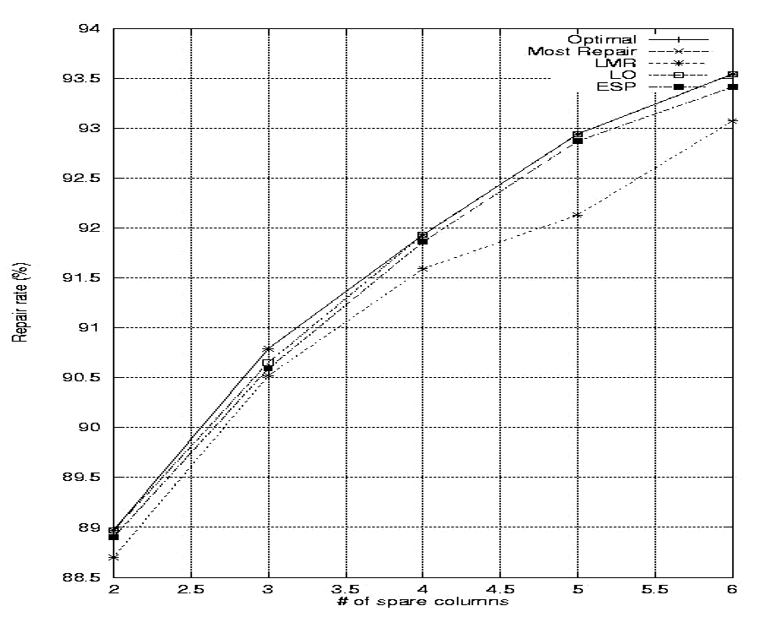 94
93.5
93
92.5
92
91.5
91
90.5
90
89.5
89
88.5
Repair rate (%)
Optimal
Most Repair
LMR
LO
ESP
2 2.5 3 3.5 4 4.5 5 5.5 6
# of spare columns